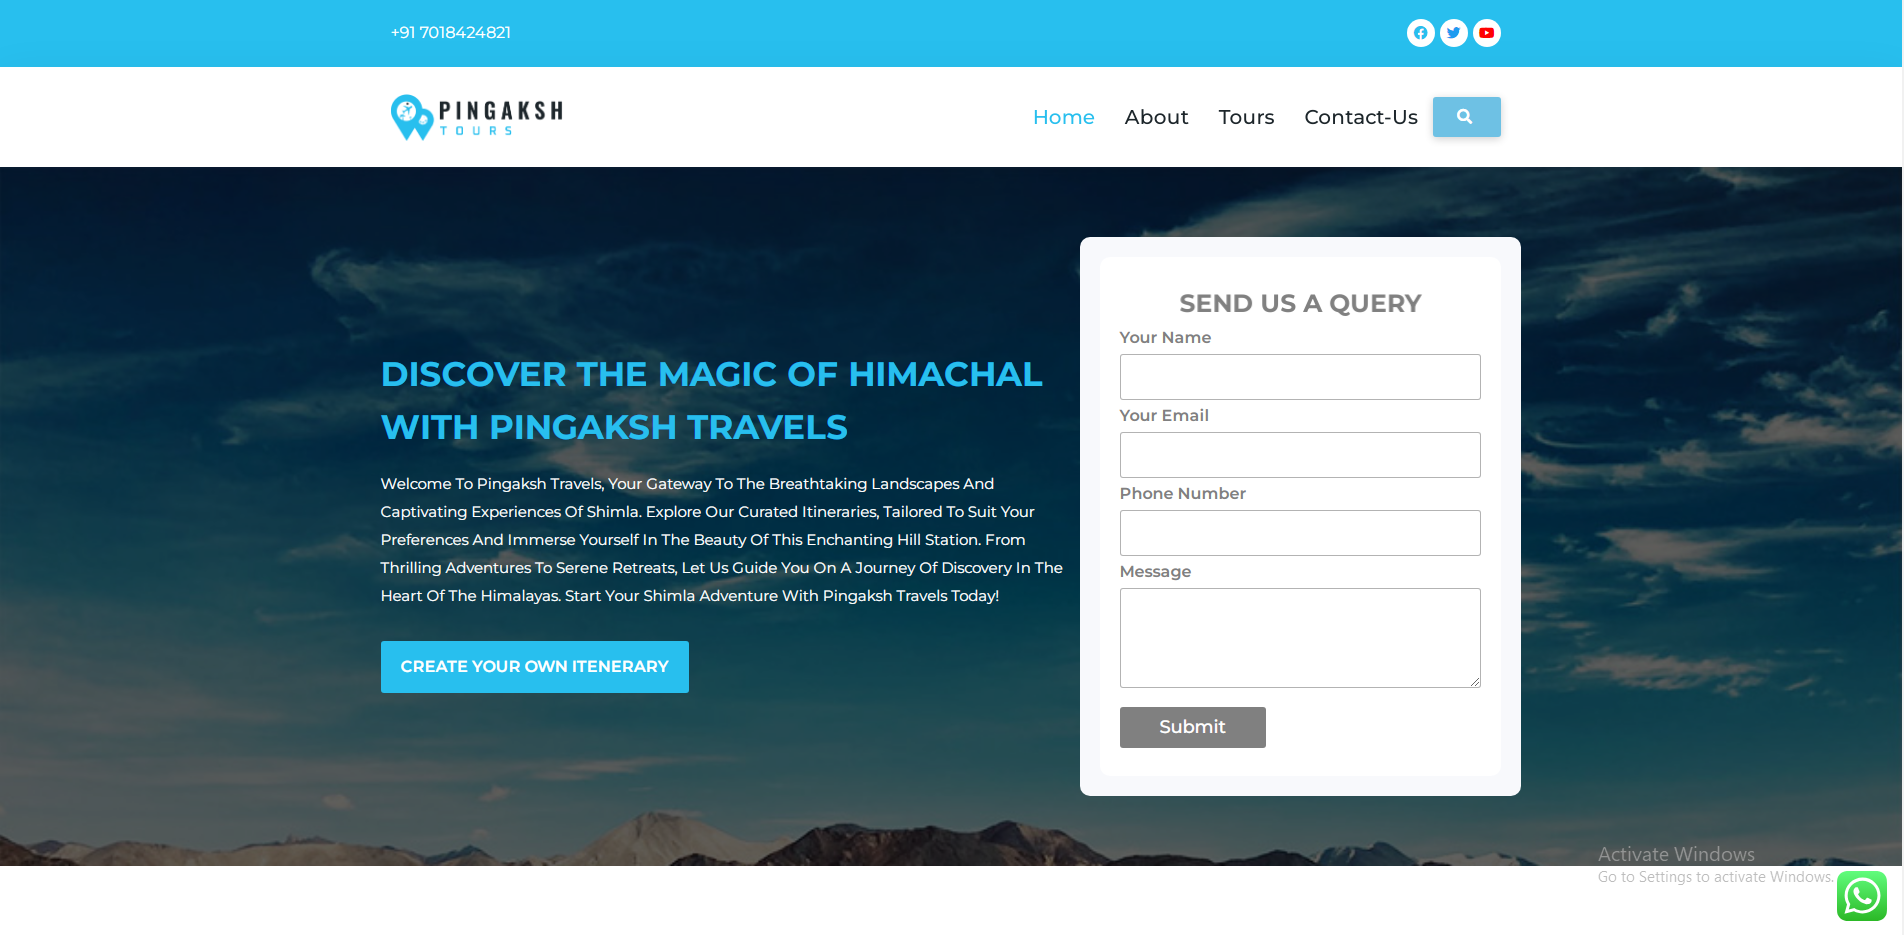 +91 7018424821
PINGAKSH
TOURS
Home About Tours Contact-Us
DISCOVER THE MAGIC OF HIMACHAL
WITH PINGAKSH TRAVELS
Welcome To Pingaksh Travels, Your Gateway To The Breathtaking Landscapes And
Captivating Experiences Of Shimla. Explore Our Curated Itineraries, Tailored To Suit Your
Preferences And Immerse Yourself In The Beauty Of This Enchanting Hill Station. From
Thrilling Adventures To Serene Retreats, Let Us Guide You On A Journey Of Discovery In The
Heart Of The Himalayas. Start Your Shimla Adventure With Pingaksh Travels Today!
CREATE YOUR OWN ITENERARY
SEND US A QUERY
Your Name
Your Email
Phone Number
Message
Submit
Activate Windows
Go to Settings to activate Windows.